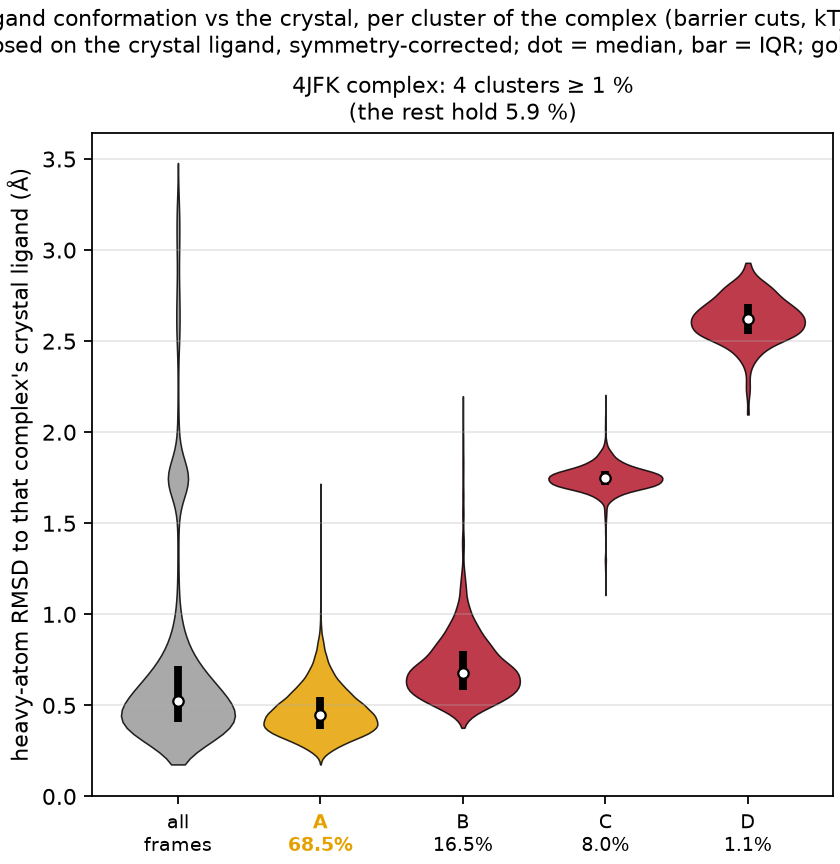 gand conformation vs the crystal, per cluster of the complex (barrier cuts, kT
osed on the crystal ligand, symmetry-corrected; dot = median, bar = IQR; go
4JFK complex: 4 clusters ≥ 1 %
(the rest hold 5.9 %)
heavy-atom RMSD to that complex's crystal ligand (Å)
3.5
3.0
2.5
2.0
1.5
1.0
0.5
0.0
all
frames
A
68.5%
B
16.5%
C
8.0%
D
1.1%